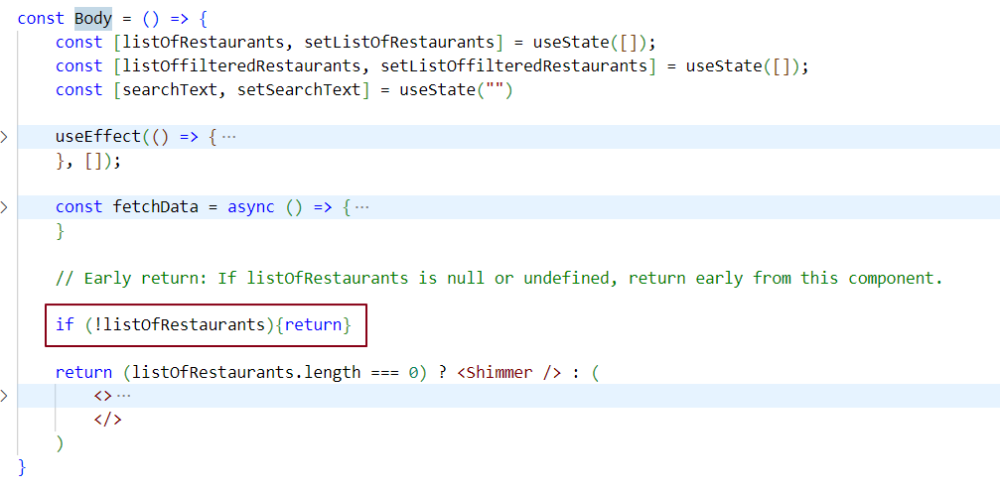 const Body = () => {
const [listOfRestaurants, setListOfRestaurants] = useState([]);
const [listOffilteredRestaurants, setListOffilteredRestaurants] = useState([]);
const [searchText, setSearchText] = useState("")
useEffect(() => { ···
}, []);
const fetchData = async () => { ···
}
// Early return: If listOfRestaurants is null or undefined, return early from this component.
if (!listOfRestaurants){return}
return (listOfRestaurants.length === 0) ? <Shimmer /> : (
<> ···
</>
)
}